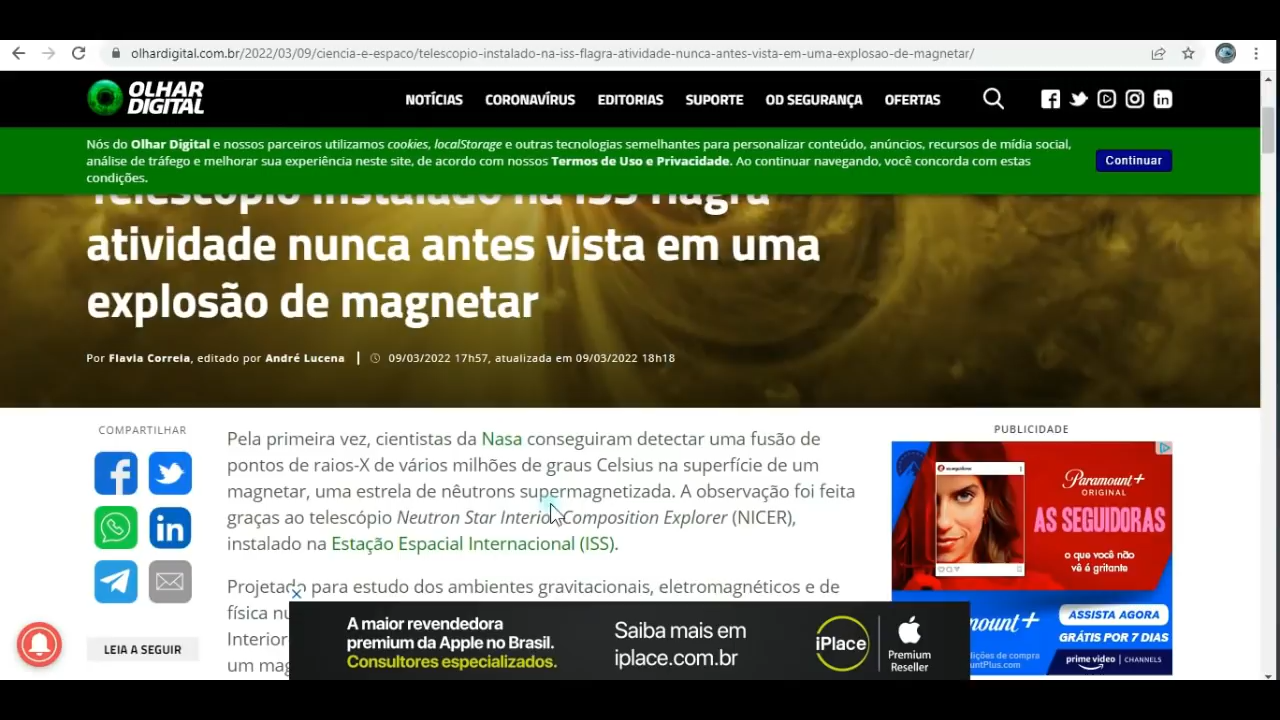 olhardigital.com.br/2022/03/09/ciencia-e-espaco/telescopio-instalado-na-iss-flagra-atividade-nunca-antes-vista-em-uma-explosao-de-magnetar/
OLHAR
DIGITAL
NOTÍCIAS
CORONAVÍRUS
EDITORIAS
SUPORTE
OD SEGURANÇA
OFERTAS
Nós do Olhar Digital e nossos parceiros utilizamos cookies, localStorage e outras tecnologias semelhantes para personalizar conteúdo, anúncios, recursos de mídia social,
análise de tráfego e melhorar sua experiência neste site, de acordo com nossos Termos de Uso e Privacidade. Ao continuar navegando, você concorda com estas
condições.
Continuar
Telescópio instalado na ISS flagra
atividade nunca antes vista em uma
explosão de magnetar
Por Flavia Correia, editado por André Lucena | 09/03/2022 17h57, atualizada em 09/03/2022 18h18
COMPARTILHAR
LEIA A SEGUIR
Pela primeira vez, cientistas da Nasa conseguiram detectar uma fusão de
pontos de raios-X de vários milhões de graus Celsius na superfície de um
magnetar, uma estrela de nêutrons supermagnetizada. A observação foi feita
graças ao telescópio Neutron Star Interior Composition Explorer (NICER),
instalado na Estação Espacial Internacional (ISS).
Projetado para estudo dos ambientes gravitacionais, eletromagnéticos e de
física nu
Interior
um mag
PUBLICIDADE
Paramount+
ORIGINAL
AS SEGUIDORAS
o que você não
vê é gritante
mount+
ASSISTA AGORA
GRÁTIS POR 7 DIAS
prime video | CHANNELS
A maior revendedora
premium da Apple no Brasil.
Consultores especializados.
Saiba mais em
iplace.com.br
iPlace
Premium
Reseller